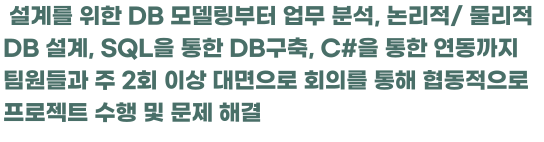 설계를 위한 DB 모델링부터 업무 분석, 논리적/ 물리적
DB 설계, SQL을 통한 DB구축, C#을 통한 연동까지
팀원들과 주 2회 이상 대면으로 회의를 통해 협동적으로
프로젝트 수행 및 문제 해결